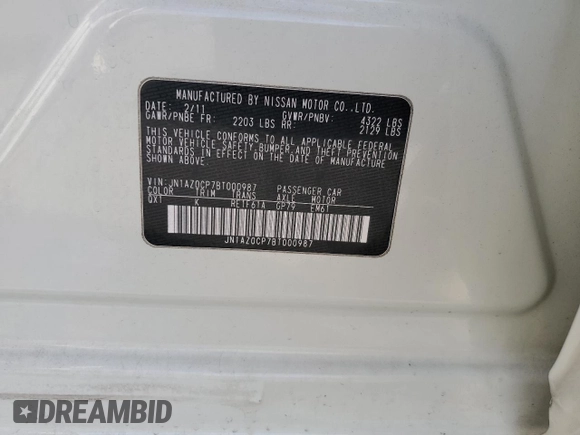 MANUFACTURED BY NISSAN MOTOR CO.,LTD.
DATE: 2/11 GVWR/PNBV: 4322 LBS
GAWR/PNBE FR: 2203 LBS RR: 2129 LBS
THIS VEHICLE CONFORMS TO ALL APPLICABLE FEDERAL
MOTOR VEHICLE SAFETY,BUMPER,AND THEFT PREVENTION
STANDARDS IN EFFECT ON THE DATE OF MANUFACTURE
SHOWN ABOVE.
VIN: JN1AZ0CP7BT000987 PASSENGER CAR
COLOR TRIM TRANS AXLE MOTOR
QX1 K RE1F61A GP79 EM61
JN1AZ0CP7BT000987
DREAMBID